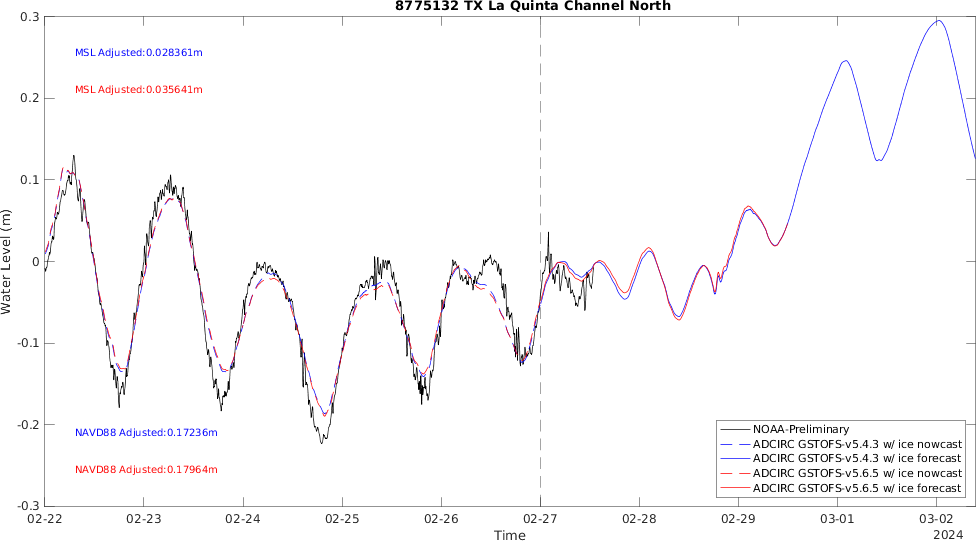 8775132 TX La Quinta Channel North
0.3
0.2
0.1
0
-0.1
-0.2
-0.3
Water Level (m)
MSL Adjusted:0.028361m
MSL Adjusted:0.035641m
NAVD88 Adjusted:0.17236m
NAVD88 Adjusted:0.17964m
NOAA-Preliminary
ADCIRC GSTOFS-v5.4.3 w/ ice nowcast
ADCIRC GSTOFS-v5.4.3 w/ ice forecast
ADCIRC GSTOFS-v5.6.5 w/ ice nowcast
ADCIRC GSTOFS-v5.6.5 w/ ice forecast
02-22 02-23 02-24 02-25 02-26 02-27 02-28 02-29 03-01 03-02
2024
Time